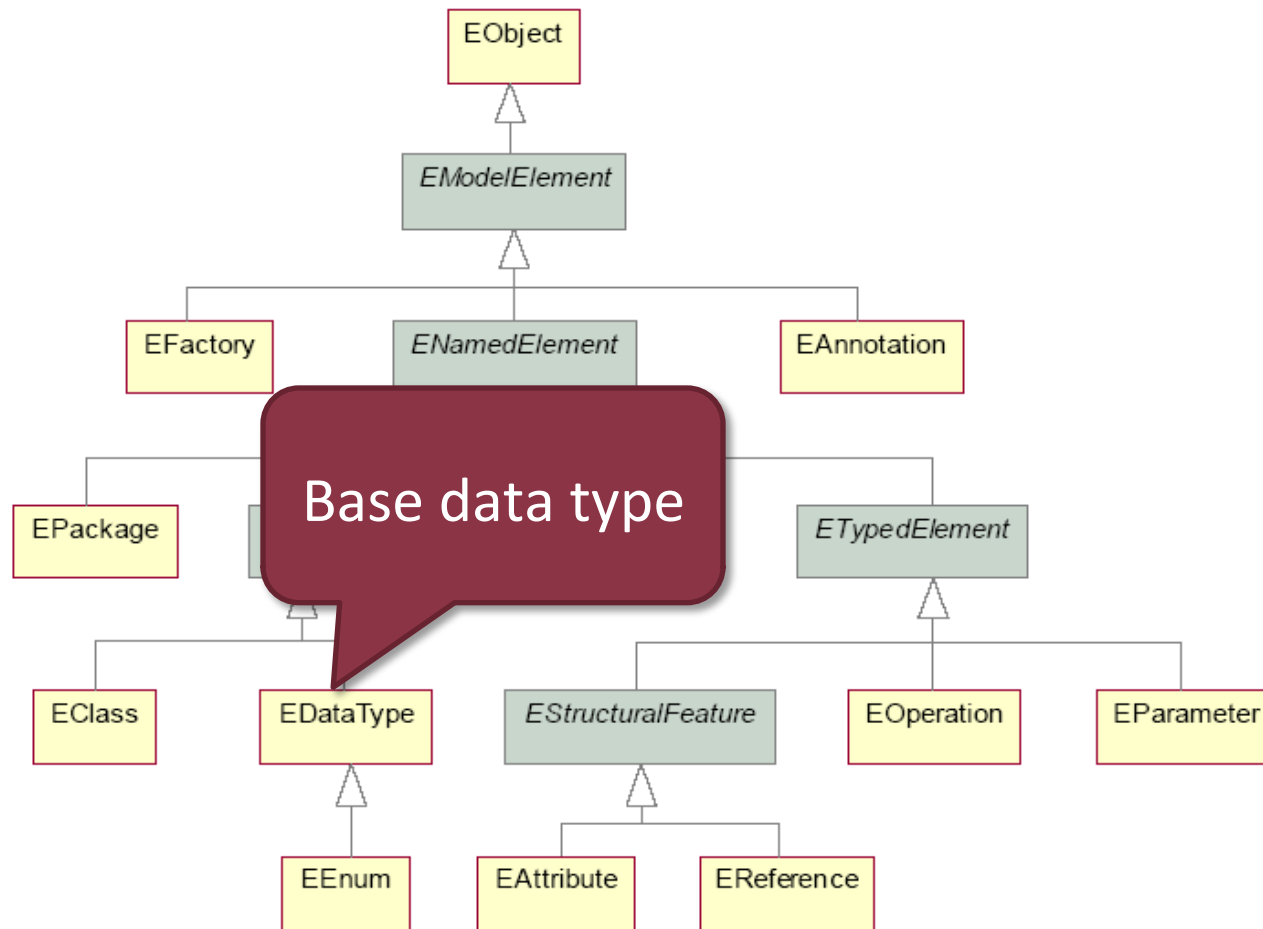 EObject
EModelElement
EFactory
ENamedElement
EAnnotation
Base data type
EPackage
ETypedElement
EClass
EDataType
EStructuralFeature
EOperation
EParameter
EEnum
EAttribute
EReference